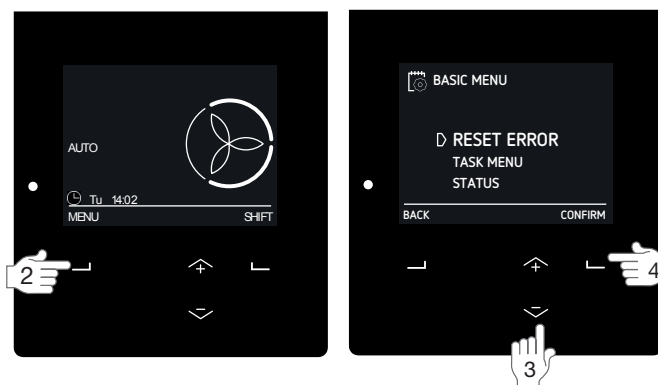 AUTO
Tu 14:02
MENU SHIFT
2
BASIC MENU
RESET ERROR
TASK MENU
STATUS
BACK CONFIRM
4
3